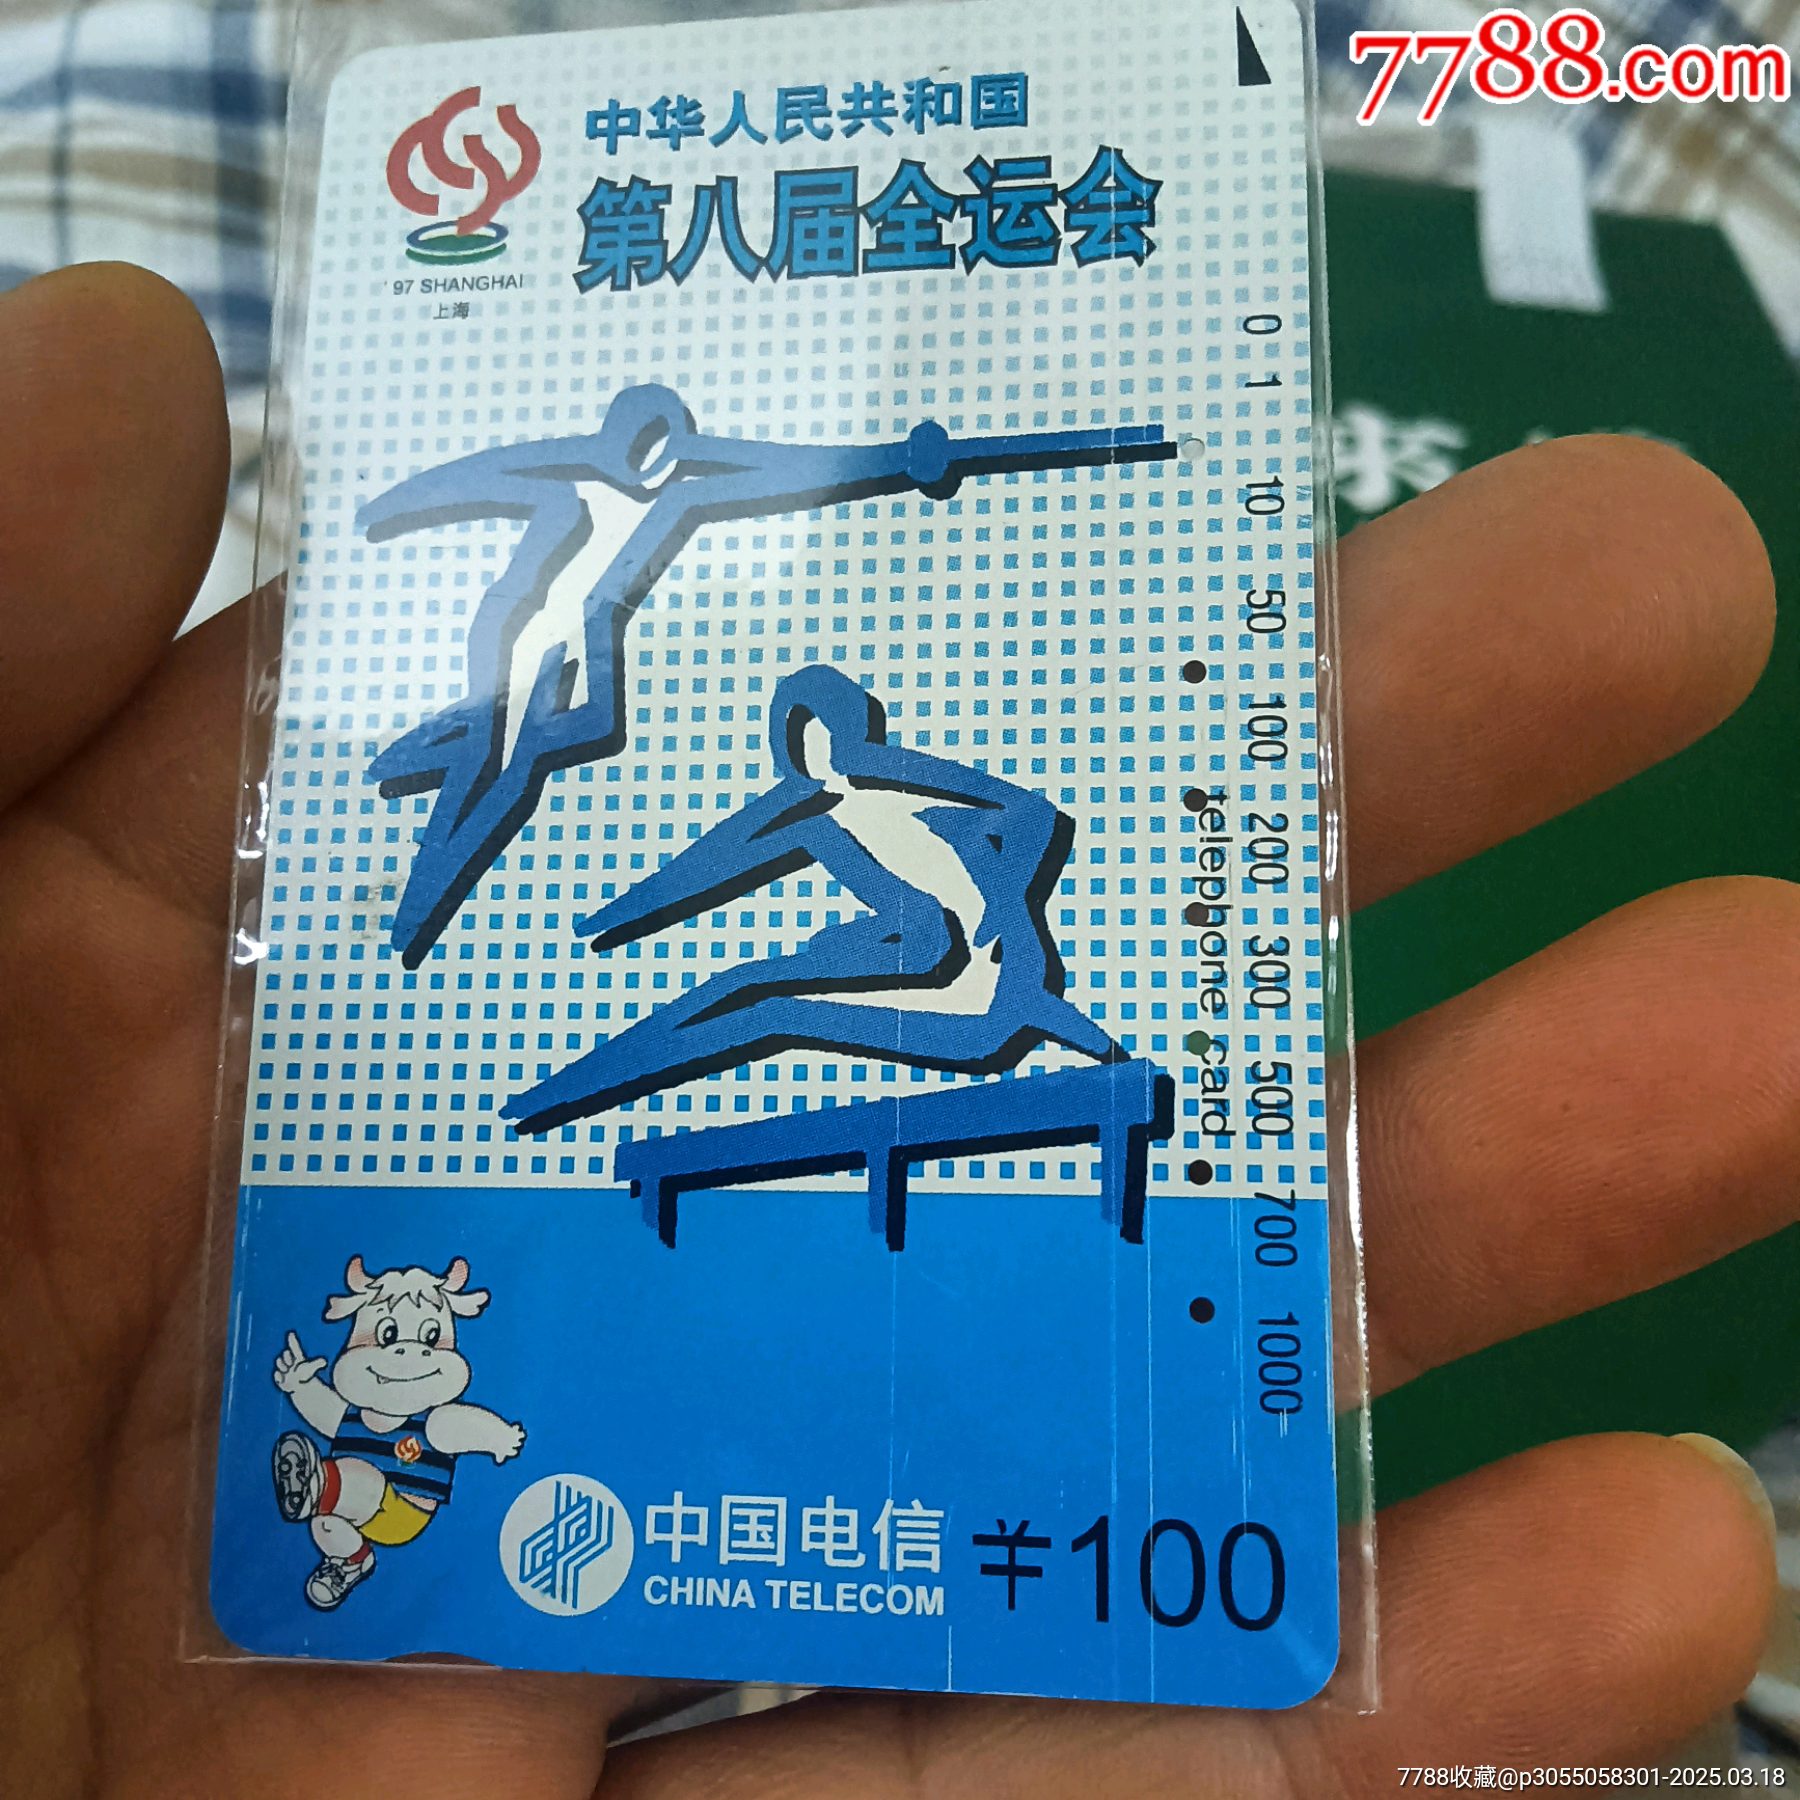 7788.com
中华人民共和国
第八届全运会
'97 SHANGHAI
上海
0 1 10 50 100 200 300 500 700 1000
telephone card
中国电信
CHINA TELECOM
¥100
7788收藏@p3055058301-2025.03.18